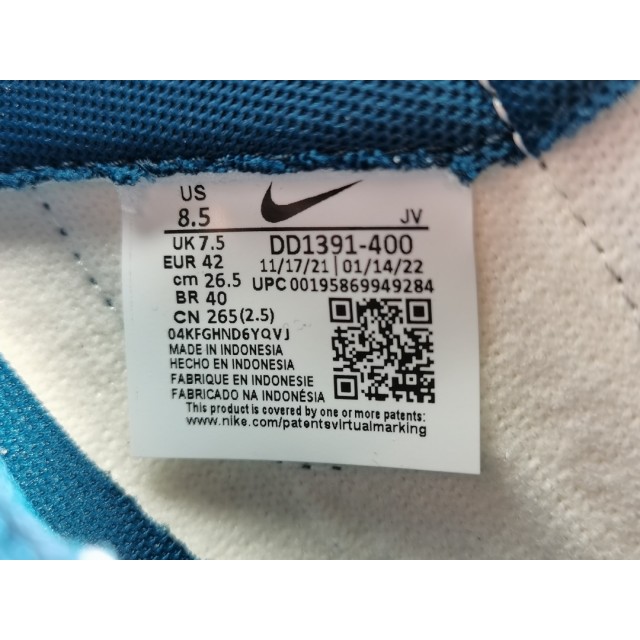 US
8.5
JV
UK 7.5 DD1391-400
EUR 42 11/17/21 | 01/14/22
cm 26.5 UPC 00195869949284
BR 40
CN 265(2.5)
04KFGHND6YQVJ
MADE IN INDONESIA
HECHO EN INDONESIA
FABRIQUE EN INDONESIE
FABRICADO NA INDONÉSIA
This product is covered by one or more patents:
www.nike.com/patentsvirtualmarking